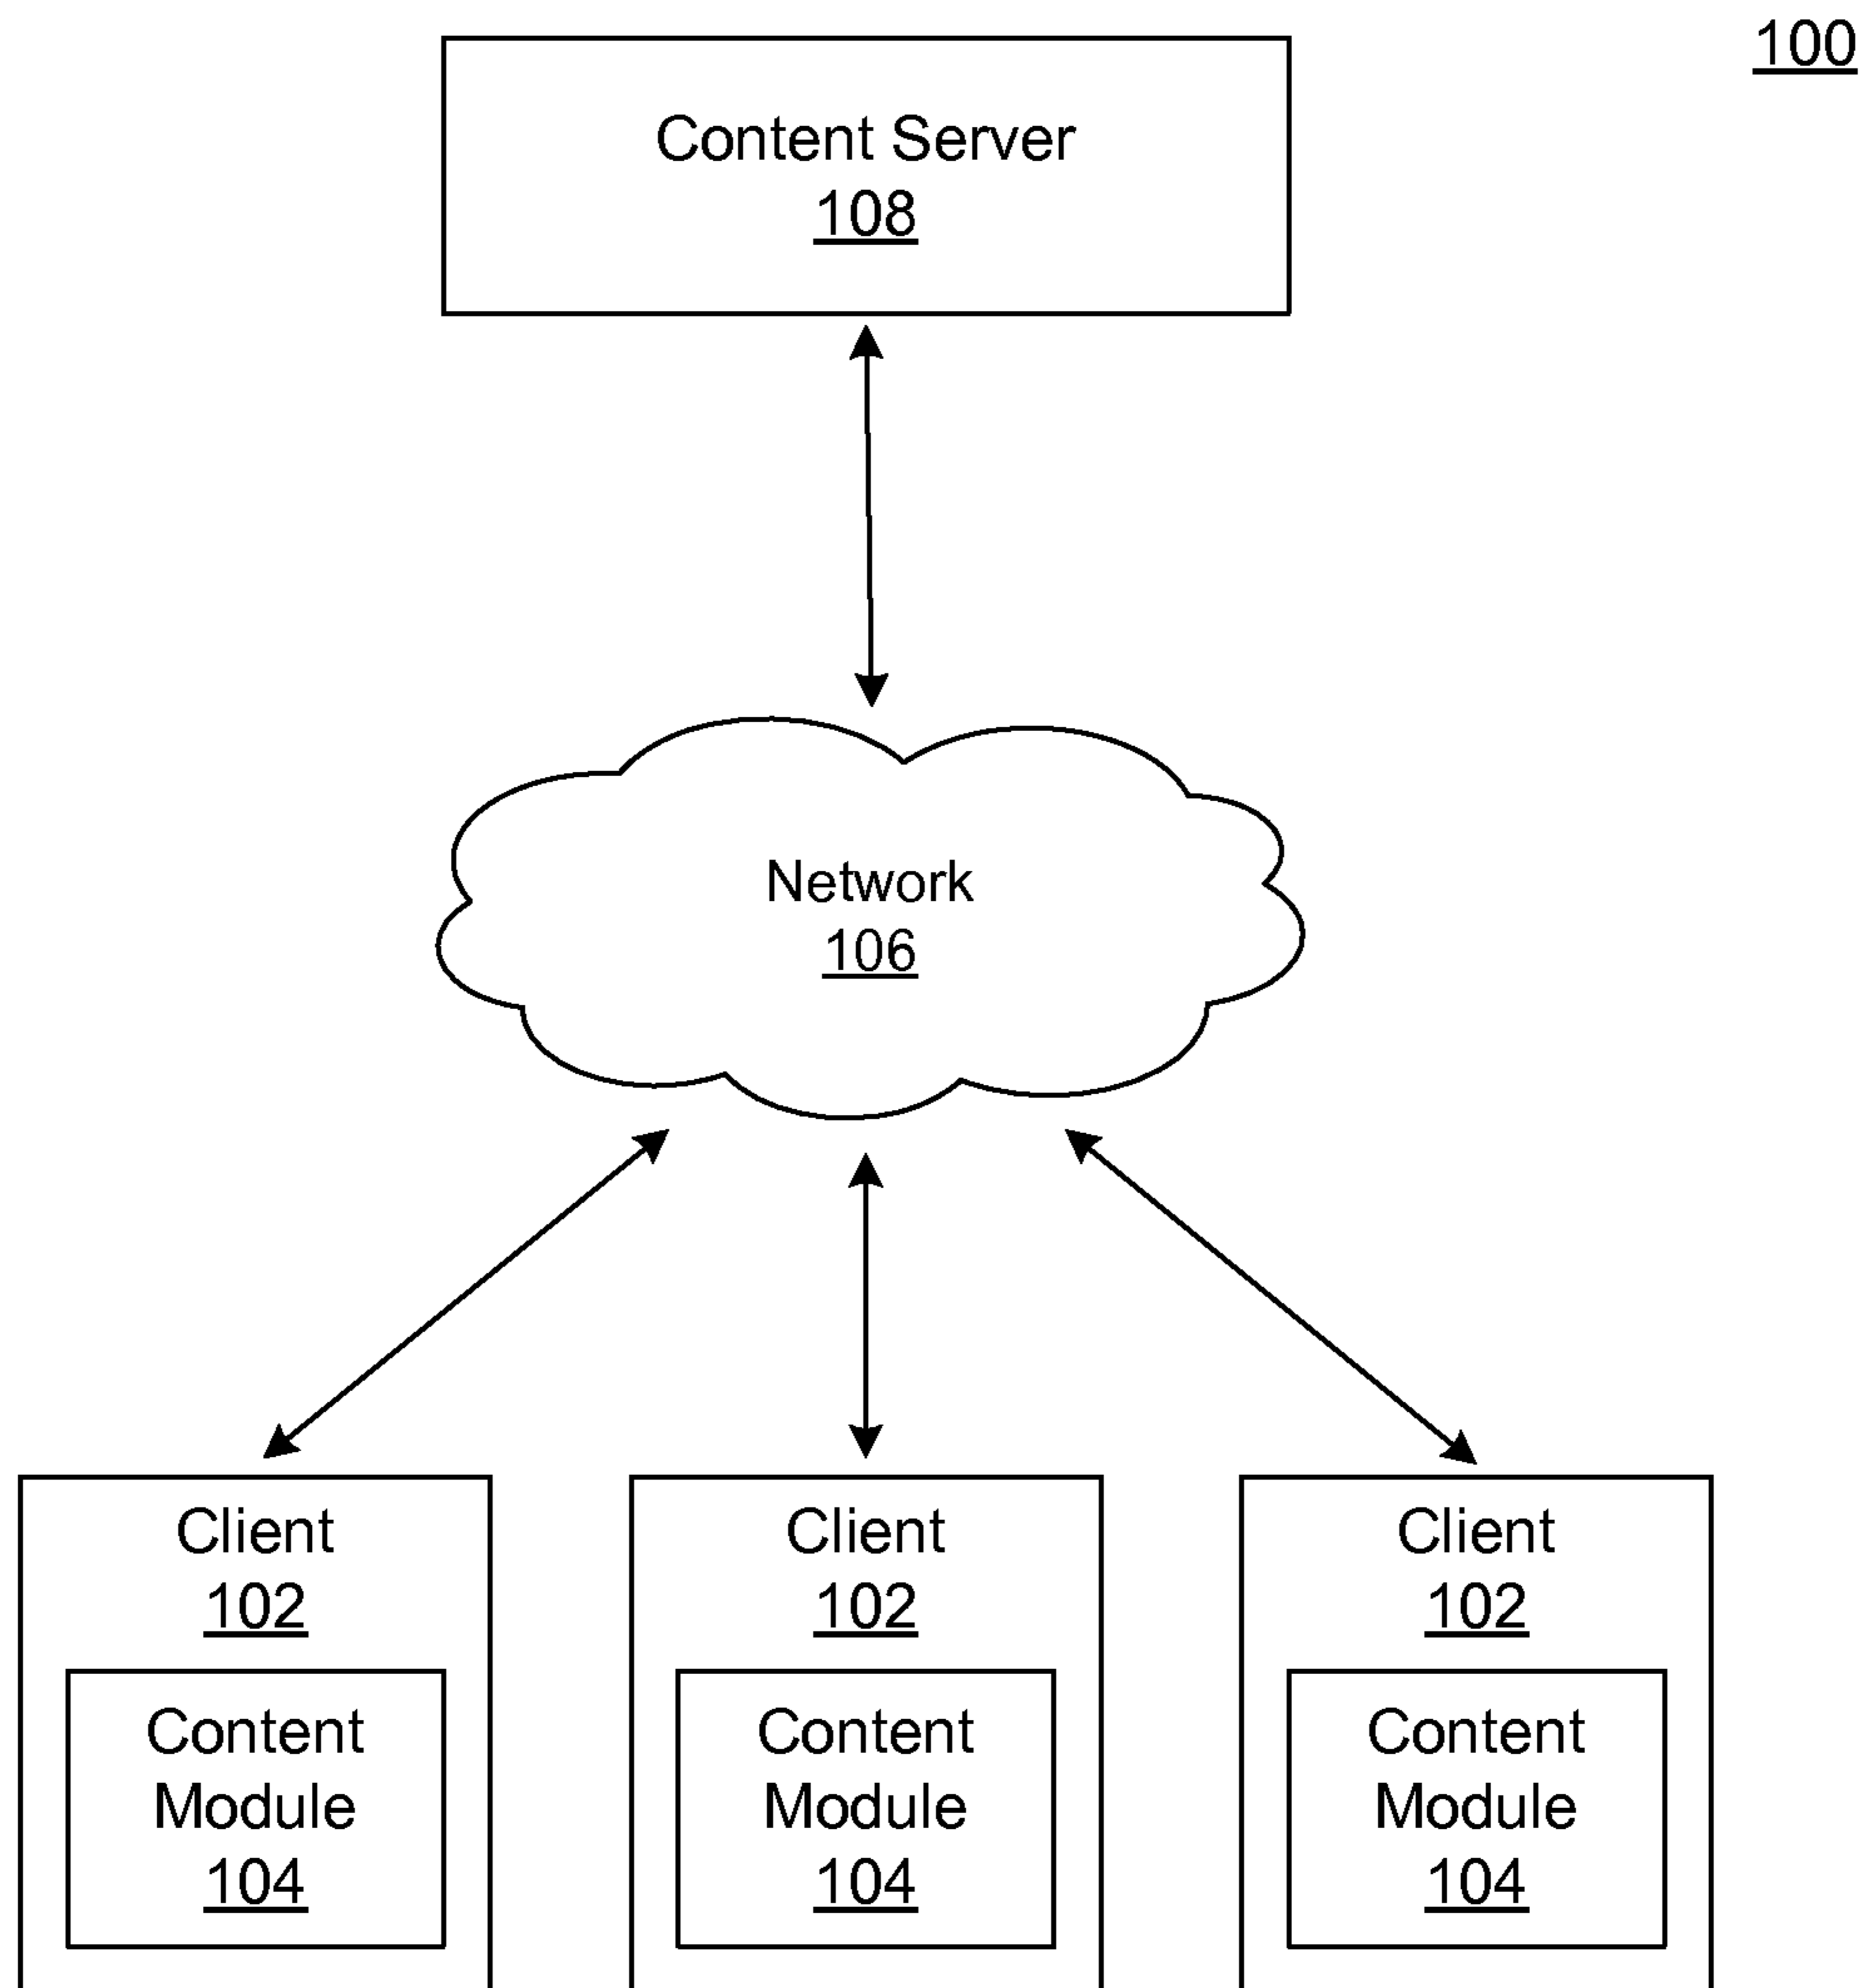 100
Content Server
108
Network
106
Client
102
Content
Module
104
Client
102
Content
Module
104
Client
102
Content
Module
104